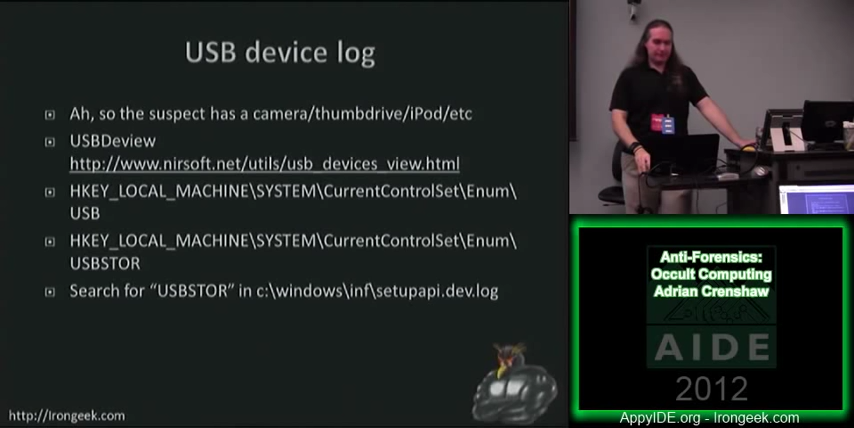 USB device log
Ah, so the suspect has a camera/thumbdrive/iPod/etc
USBDeview
http://www.nirsoft.net/utils/usb_devices_view.html
HKEY_LOCAL_MACHINE\SYSTEM\CurrentControlSet\Enum\
USB
HKEY_LOCAL_MACHINE\SYSTEM\CurrentControlSet\Enum\
USBSTOR
Search for “USBSTOR” in c:\windows\inf\setupapi.dev.log
http://Irongeek.com
Anti-Forensics:
Occult Computing
Adrian Crenshaw
AIDE
2012
AppyIDE.org - Irongeek.com